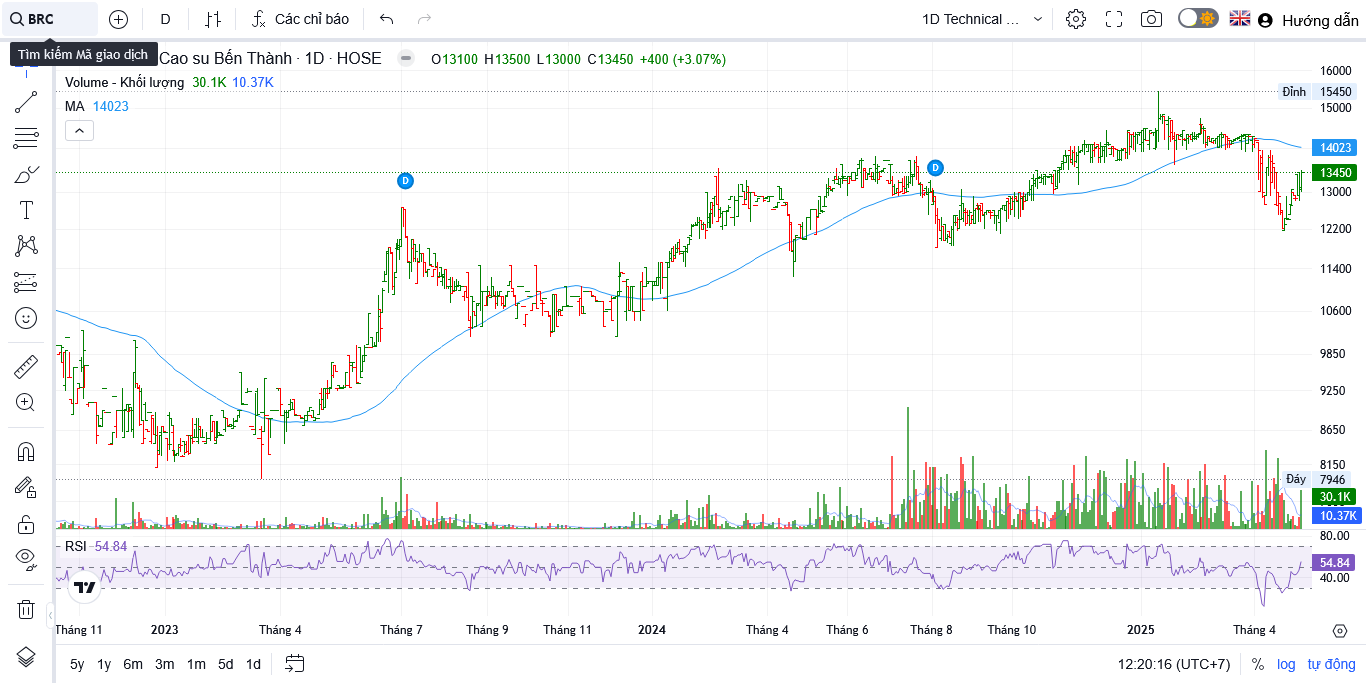 BRC
D
Các chỉ báo
1D Technical ...
Hướng dẫn
Tìm kiếm Mã giao dịch
Cao su Bến Thành · 1D · HOSE
O13100 H13500 L13000 C13450 +400 (+3.07%)
Volume - Khối lượng 30.1K 10.37K
MA 14023
D
D
16000
Đỉnh 15450
15000
14023
13450
13000
12200
11400
10600
9850
9250
8650
8150
Đáy 7946
30.1K
10.37K
80.00
RSI 54.84
54.84
40.00
Tháng 11 2023 Tháng 4 Tháng 7 Tháng 9 Tháng 11 2024 Tháng 4 Tháng 6 Tháng 8 Tháng 10 2025 Tháng 4
5y 1y 6m 3m 1m 5d 1d
12:20:16 (UTC+7) % log tự động